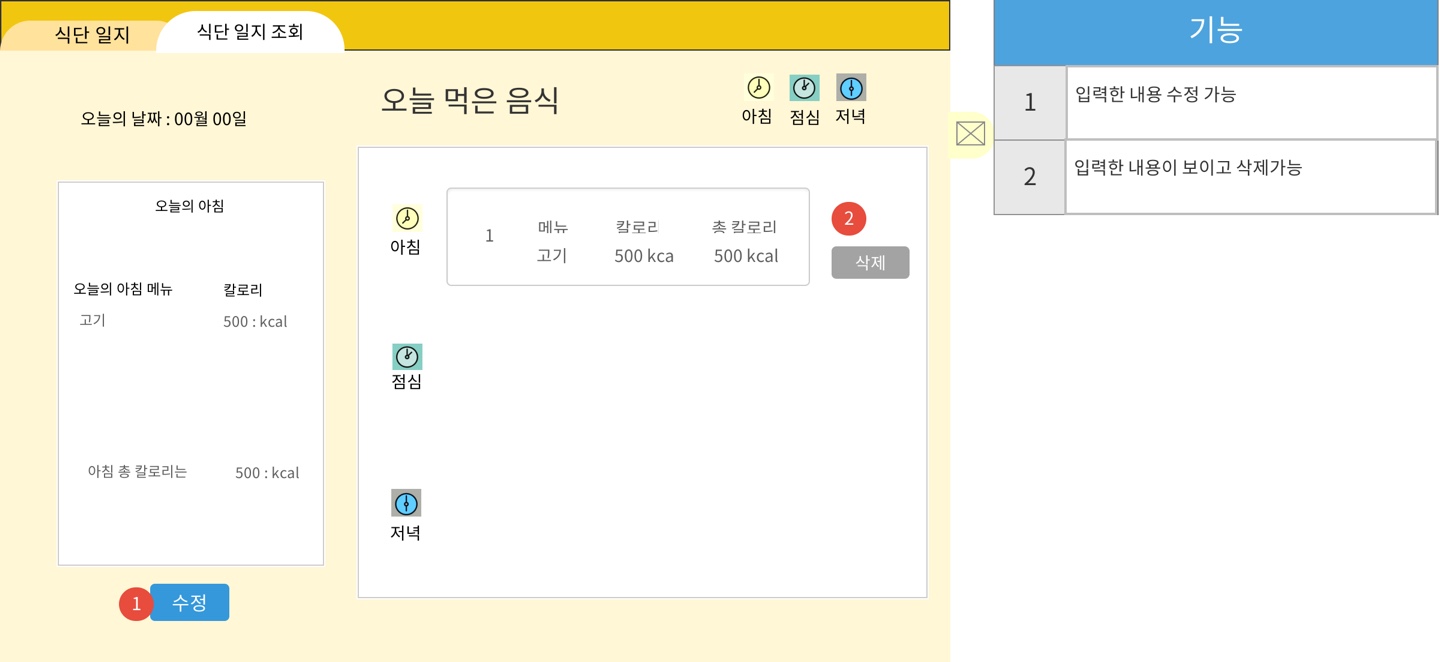 식단 일지
식단 일지 조회
오늘의 날짜 : 00월 00일
오늘 먹은 음식
아침
점심
저녁
오늘의 아침
오늘의 아침 메뉴 칼로리
고기 500 : kcal
아침 총 칼로리는 500 : kcal
1 수정
아침
1
메뉴 칼로리 총 칼로리
고기 500 kca 500 kcal
2
삭제
점심
저녁
기능
1 입력한 내용 수정 가능
2 입력한 내용이 보이고 삭제가능